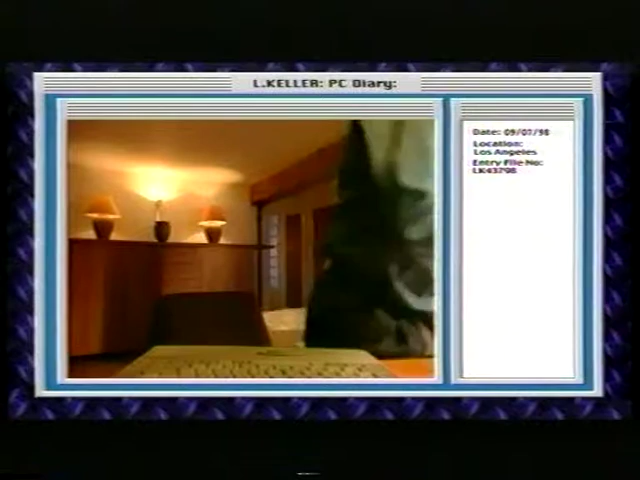 L.KELLER: PC Diary:
Date: 09/07/98
Location:
Los Angeles
Entry File No:
LK43798